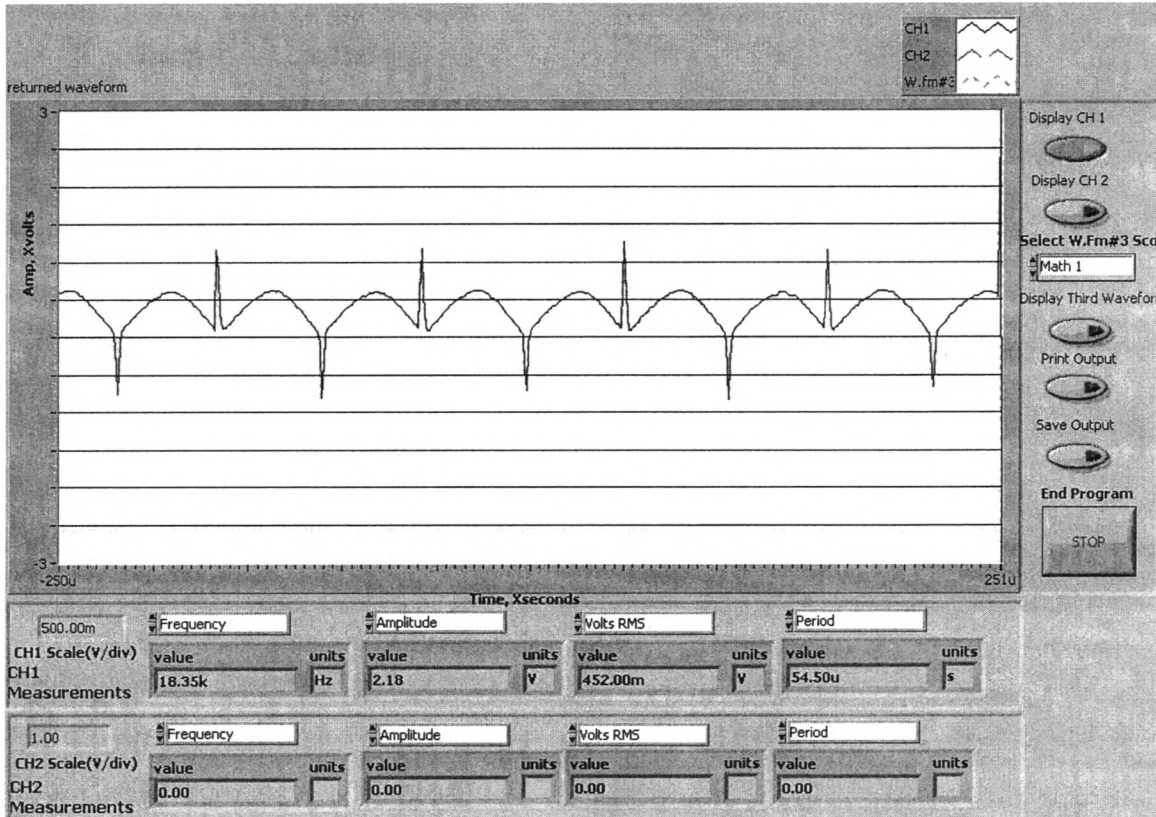 CH1
CH2
W.fm#3
returned waveform
3
Amp, Xvolts
-3
-250u
251u
Time, Xseconds
Display CH 1
Display CH 2
Select W.Fm#3 Sco
Math 1
Display Third Waveform
Print Output
Save Output
End Program
STOP
500.00m
CH1 Scale(V/div)
CH1
Measurements
Frequency
value units
18.35k Hz
Amplitude
value units
2.18 V
Volts RMS
value units
452.00m V
Period
value units
54.50u s
1.00
CH2 Scale(V/div)
CH2
Measurements
Frequency
value units
0.00
Amplitude
value units
0.00
Volts RMS
value units
0.00
Period
value units
0.00